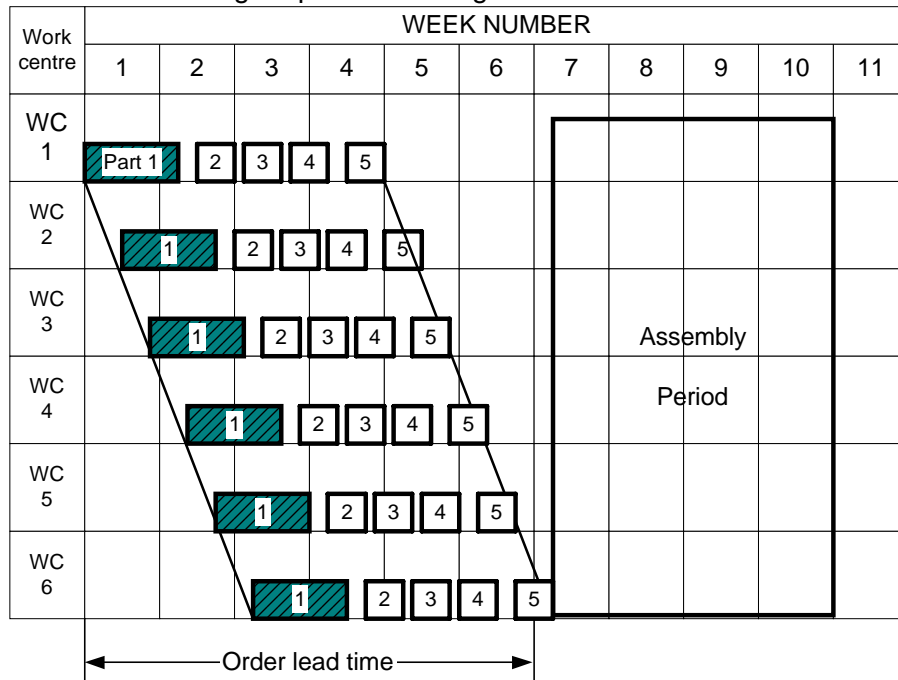 WEEK NUMBER
Work
centre
1 2 3 4 5 6 7 8 9 10 11
WC
1
Part 1 2 3 4 5
WC
2
1 2 3 4 5
WC
3
1 2 3 4 5
WC
4
1 2 3 4 5
WC
5
1 2 3 4 5
WC
6
1 2 3 4 5
Assembly
Period
Order lead time